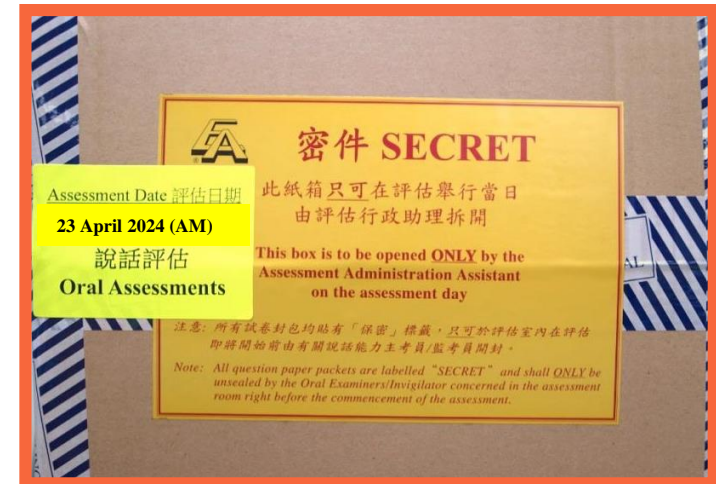 密件 SECRET
此紙箱只可在評估舉行當日
由評估行政助理拆開
This box is to be opened ONLY by the
Assessment Administration Assistant
on the assessment day
注意: 所有試卷封包均貼有「保密」標籤，只可於評估室內在評估
即將開始前由有關說話能力主考員/監考員開封。
Note: All question paper packets are labelled "SECRET" and shall ONLY be
unsealed by the Oral Examiners/Invigilator concerned in the assessment
room right before the commencement of the assessment.
Assessment Date 評估日期
23 April 2024 (AM)
說話評估
Oral Assessments